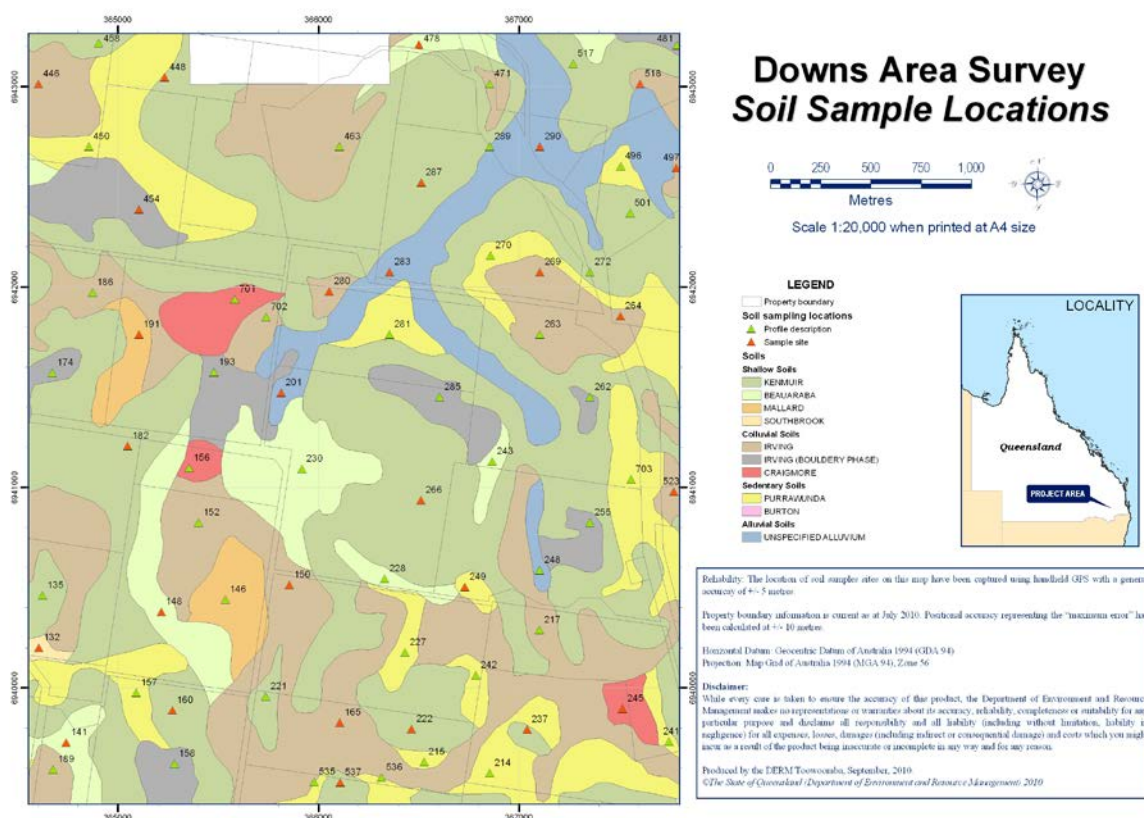 365000 366000 367000
Downs Area Survey
Soil Sample Locations
0 250 500 750 1,000
Metres
Scale 1:20,000 when printed at A4 size
LEGEND
Property boundary
Soil sampling locations
Profile description
Sample site
Soils
Shallow Soils
KENMUIR
BEAUARABA
MALLARD
SOUTHBROOK
Colluvial Soils
IRVING
IRVING (BOULDERY PHASE)
CRAIGMORE
Sedentary Soils
PURRAWUNDA
BURTON
Alluvial Soils
UNSPECIFIED ALLUVIUM
LOCALITY
Queensland
PROJECT AREA
Reliability: The location of soil samples sites on this map have been captured using handheld GPS with a genera
accuracy of +/- 5 metres
Property boundary information is current as at July 2010. Positional accuracy representing the "maximum error" ha
been calculated at +/- 10 metres.
Horizontal Datum: Geocentric Datum of Australia 1994 (GDA 94)
Projection: Map Grid of Australia 1994 (MGA 94), Zone 56
Disclaimer:
While every care is taken to ensure the accuracy of this product, the Department of Environment and Resourc
Management makes no representations or warranties about its accuracy, reliability, completeness or suitability for any
particular purpose and disclaims all responsibility and all liability (including without limitation, liability in
negligence) for all expenses, losses, damages (including indirect or consequential damage) and costs which you might
incur as a result of the product being inaccurate or incomplete in any way and for any reason.
Produced by the DERM Toowoomba, September, 2010.
©The State of Queensland (Department of Environment and Resource Management) 2010
458 478 481
446 448 471 517 518
6943000 6943000
450 463 289 290 496 497
454 287 501
270 269 272
186 701 280 283
6942000 6942000
191 702 281 263 264
174 193 201 285 262
182 156 230 243 703
6941000 6941000
152 266 255 523
135 146 150 228 249 248
148 217
132 227
157 160 221 242
6940000 6940000
165 222 237 245
141 241
189 158 215 214
535 537 536
365000 366000 367000